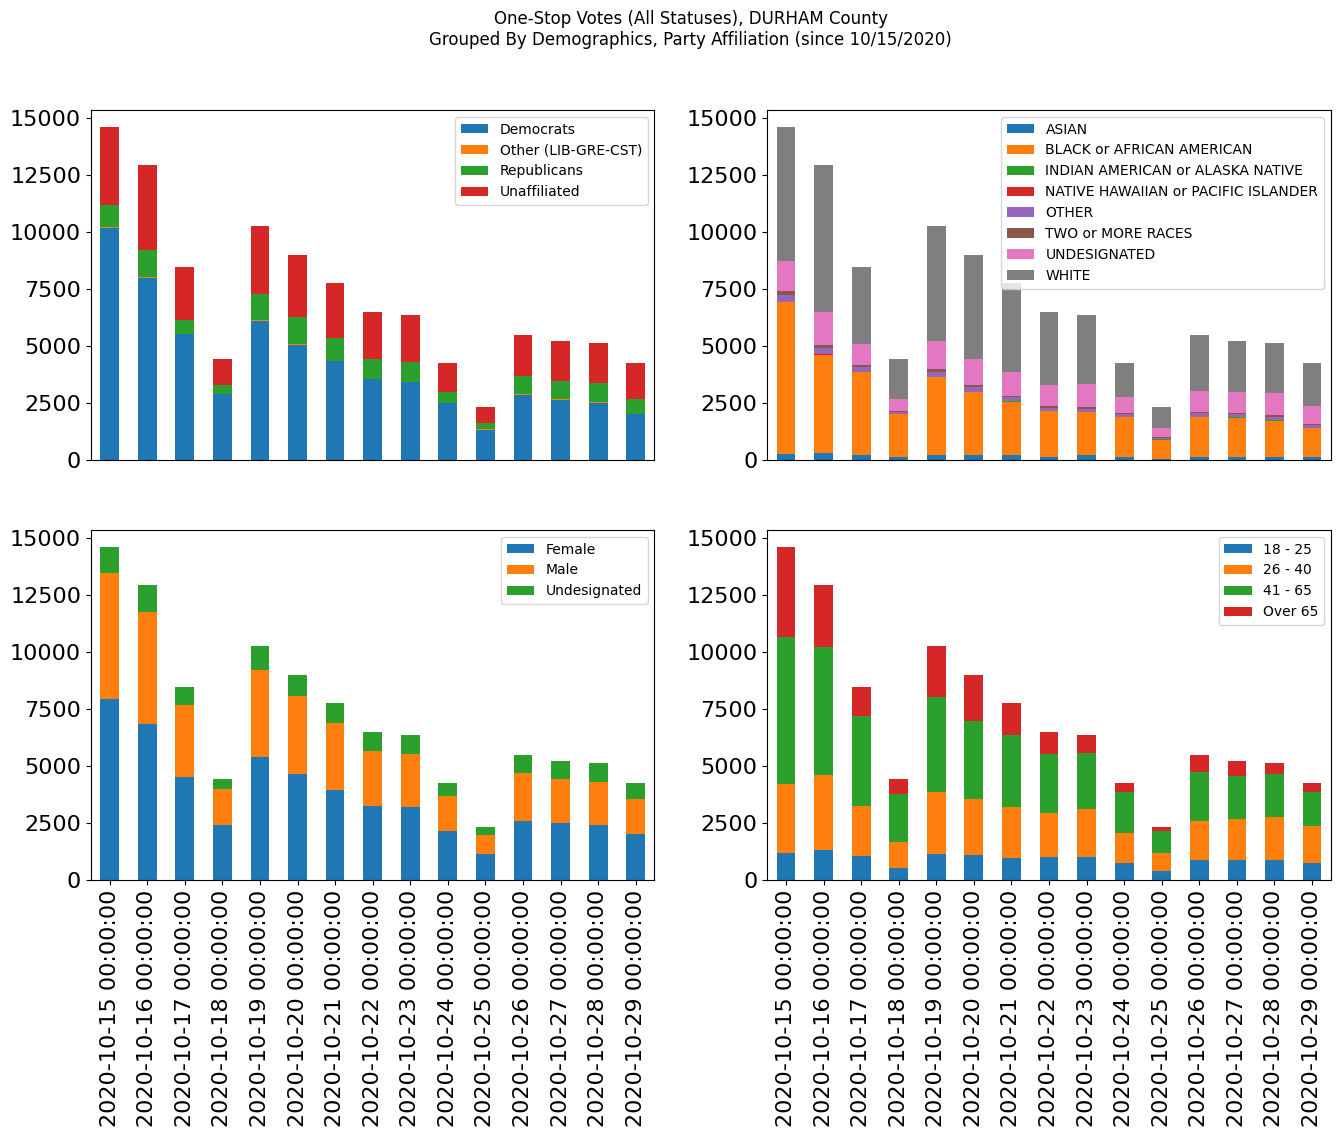 One-Stop Votes (All Statuses), DURHAM County
Grouped By Demographics, Party Affiliation (since 10/15/2020)
15000
12500
10000
7500
5000
2500
0
Democrats
Other (LIB-GRE-CST)
Republicans
Unaffiliated
15000
12500
10000
7500
5000
2500
0
ASIAN
BLACK or AFRICAN AMERICAN
INDIAN AMERICAN or ALASKA NATIVE
NATIVE HAWAIIAN or PACIFIC ISLANDER
OTHER
TWO or MORE RACES
UNDESIGNATED
WHITE
15000
12500
10000
7500
5000
2500
0
Female
Male
Undesignated
2020-10-15 00:00:00
2020-10-16 00:00:00
2020-10-17 00:00:00
2020-10-18 00:00:00
2020-10-19 00:00:00
2020-10-20 00:00:00
2020-10-21 00:00:00
2020-10-22 00:00:00
2020-10-23 00:00:00
2020-10-24 00:00:00
2020-10-25 00:00:00
2020-10-26 00:00:00
2020-10-27 00:00:00
2020-10-28 00:00:00
2020-10-29 00:00:00
15000
12500
10000
7500
5000
2500
0
18 - 25
26 - 40
41 - 65
Over 65
2020-10-15 00:00:00
2020-10-16 00:00:00
2020-10-17 00:00:00
2020-10-18 00:00:00
2020-10-19 00:00:00
2020-10-20 00:00:00
2020-10-21 00:00:00
2020-10-22 00:00:00
2020-10-23 00:00:00
2020-10-24 00:00:00
2020-10-25 00:00:00
2020-10-26 00:00:00
2020-10-27 00:00:00
2020-10-28 00:00:00
2020-10-29 00:00:00